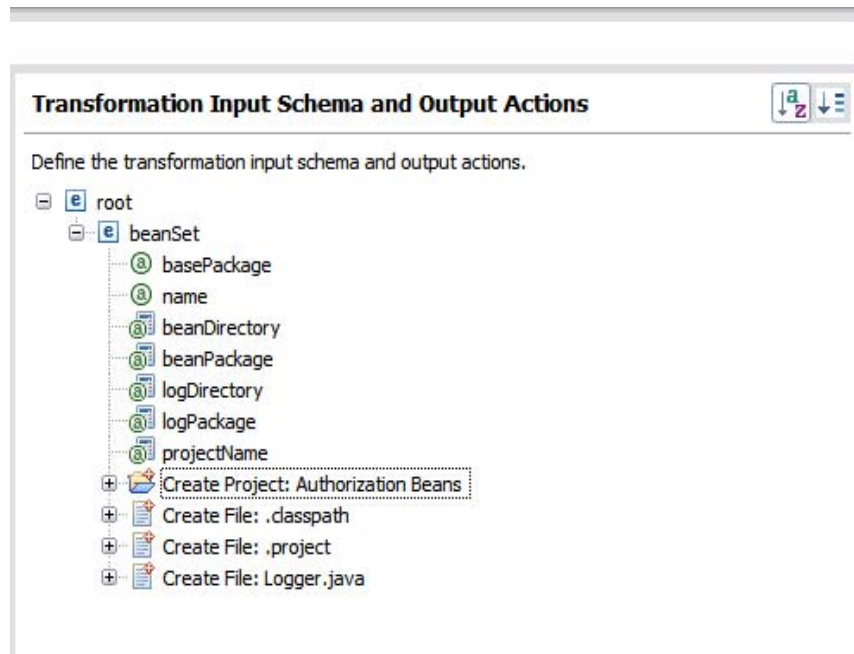 Transformation Input Schema and Output Actions
Define the transformation input schema and output actions.
root
beanSet
basePackage
name
beanDirectory
beanPackage
logDirectory
logPackage
projectName
Create Project: Authorization Beans
Create File: .classpath
Create File: .project
Create File: Logger.java